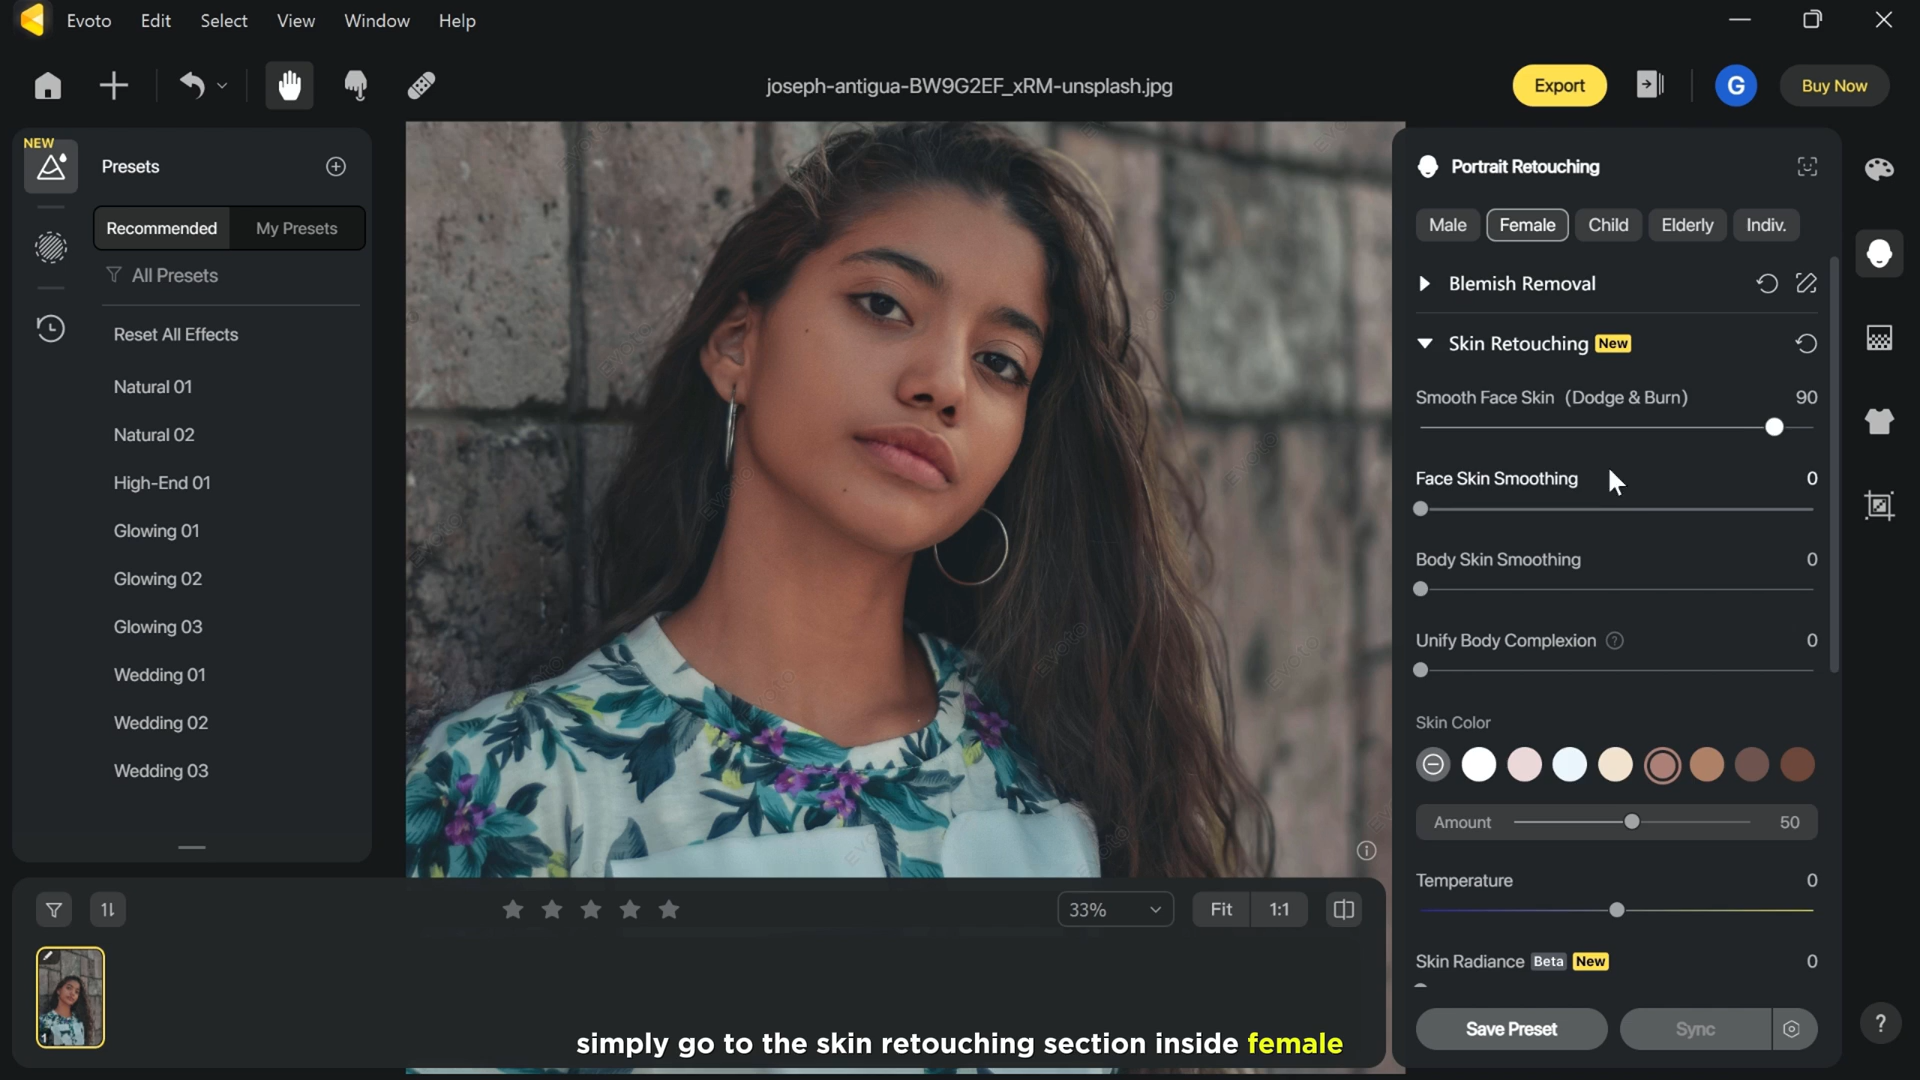 Evoto Edit Select View Window Help
joseph-antigua-BW9G2EF_xRM-unsplash.jpg
Export
G
Buy Now
NEW
Presets
Recommended My Presets
All Presets
Reset All Effects
Natural 01
Natural 02
High-End 01
Glowing 01
Glowing 02
Glowing 03
Wedding 01
Wedding 02
Wedding 03
Portrait Retouching
Male Female Child Elderly Indiv.
Blemish Removal
Skin Retouching New
Smooth Face Skin (Dodge & Burn) 90
Face Skin Smoothing 0
Body Skin Smoothing 0
Unify Body Complexion ? 0
Skin Color
Amount 50
Temperature 0
Skin Radiance Beta New 0
Save Preset Sync
?
33% Fit 1:1
1
simply go to the skin retouching section inside female